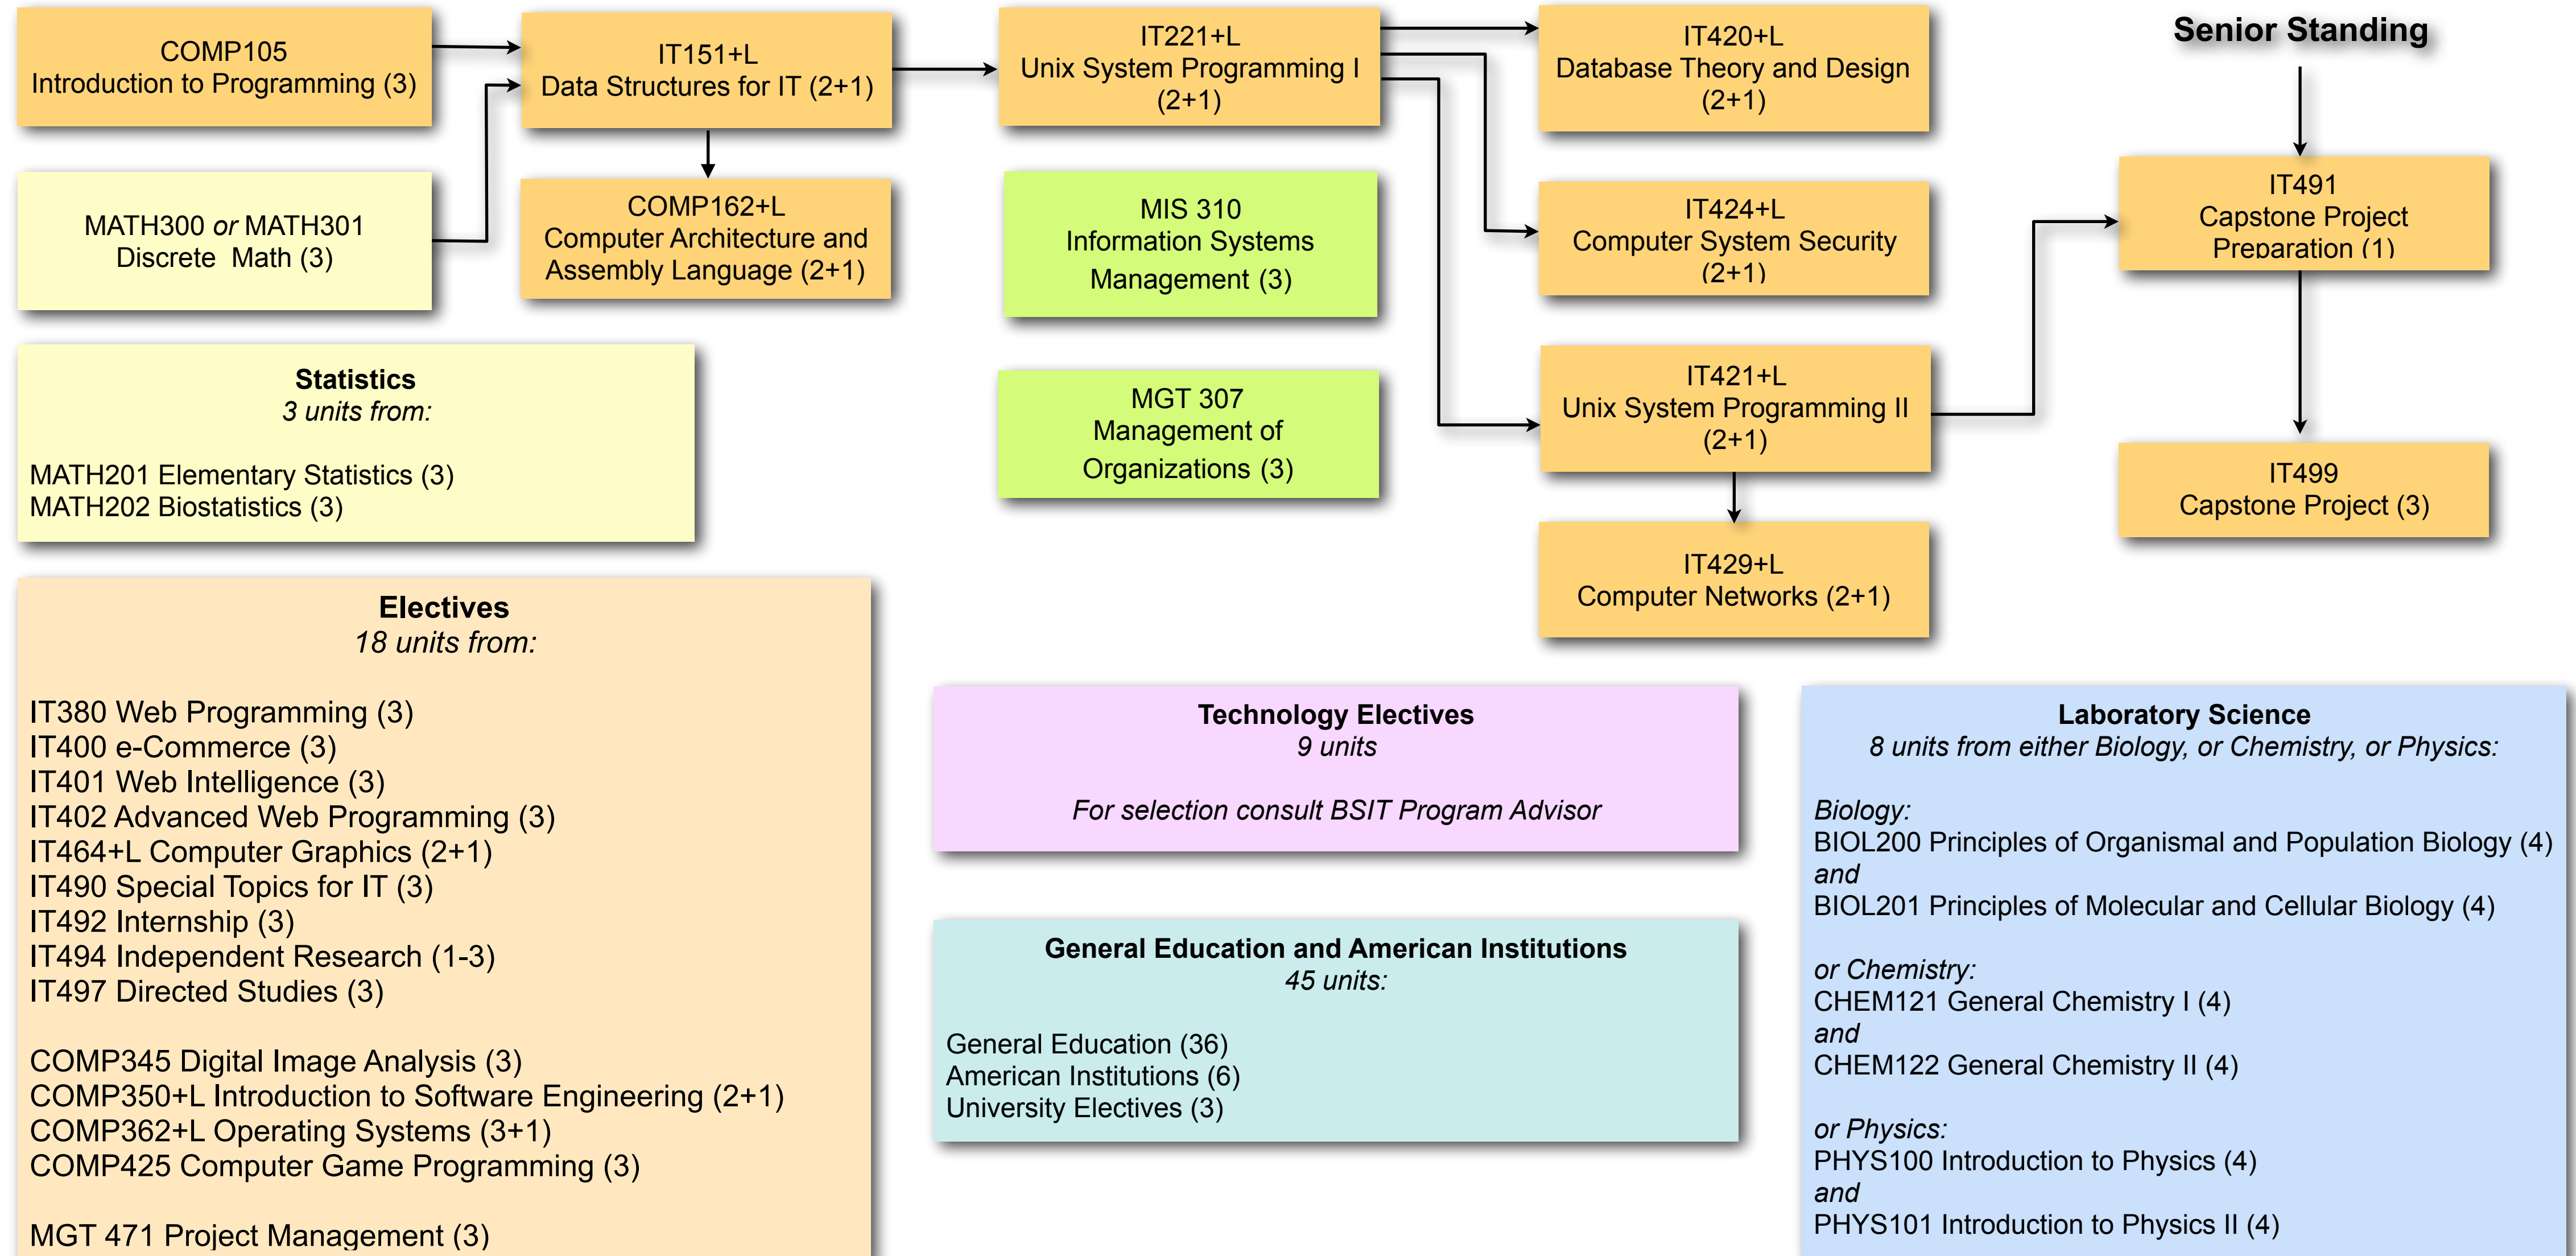 COMP105
Introduction to Programming (3)
IT151+L
Data Structures for IT (2+1)
IT221+L
Unix System Programming I
(2+1)
IT420+L
Database Theory and Design
(2+1)
Senior Standing
MATH300 or MATH301
Discrete Math (3)
COMP162+L
Computer Architecture and
Assembly Language (2+1)
MIS 310
Information Systems
Management (3)
IT424+L
Computer System Security
(2+1)
IT491
Capstone Project
Preparation (1)
Statistics
3 units from:
MATH201 Elementary Statistics (3)
MATH202 Biostatistics (3)
MGT 307
Management of
Organizations (3)
IT421+L
Unix System Programming II
(2+1)
IT499
Capstone Project (3)
IT429+L
Computer Networks (2+1)
Electives
18 units from:
IT380 Web Programming (3)
IT400 e-Commerce (3)
IT401 Web Intelligence (3)
IT402 Advanced Web Programming (3)
IT464+L Computer Graphics (2+1)
IT490 Special Topics for IT (3)
IT492 Internship (3)
IT494 Independent Research (1-3)
IT497 Directed Studies (3)
COMP345 Digital Image Analysis (3)
COMP350+L Introduction to Software Engineering (2+1)
COMP362+L Operating Systems (3+1)
COMP425 Computer Game Programming (3)
MGT 471 Project Management (3)
Technology Electives
9 units
For selection consult BSIT Program Advisor
General Education and American Institutions
45 units:
General Education (36)
American Institutions (6)
University Electives (3)
Laboratory Science
8 units from either Biology, or Chemistry, or Physics:
Biology:
BIOL200 Principles of Organismal and Population Biology (4)
and
BIOL201 Principles of Molecular and Cellular Biology (4)
or Chemistry:
CHEM121 General Chemistry I (4)
and
CHEM122 General Chemistry II (4)
or Physics:
PHYS100 Introduction to Physics (4)
and
PHYS101 Introduction to Physics II (4)